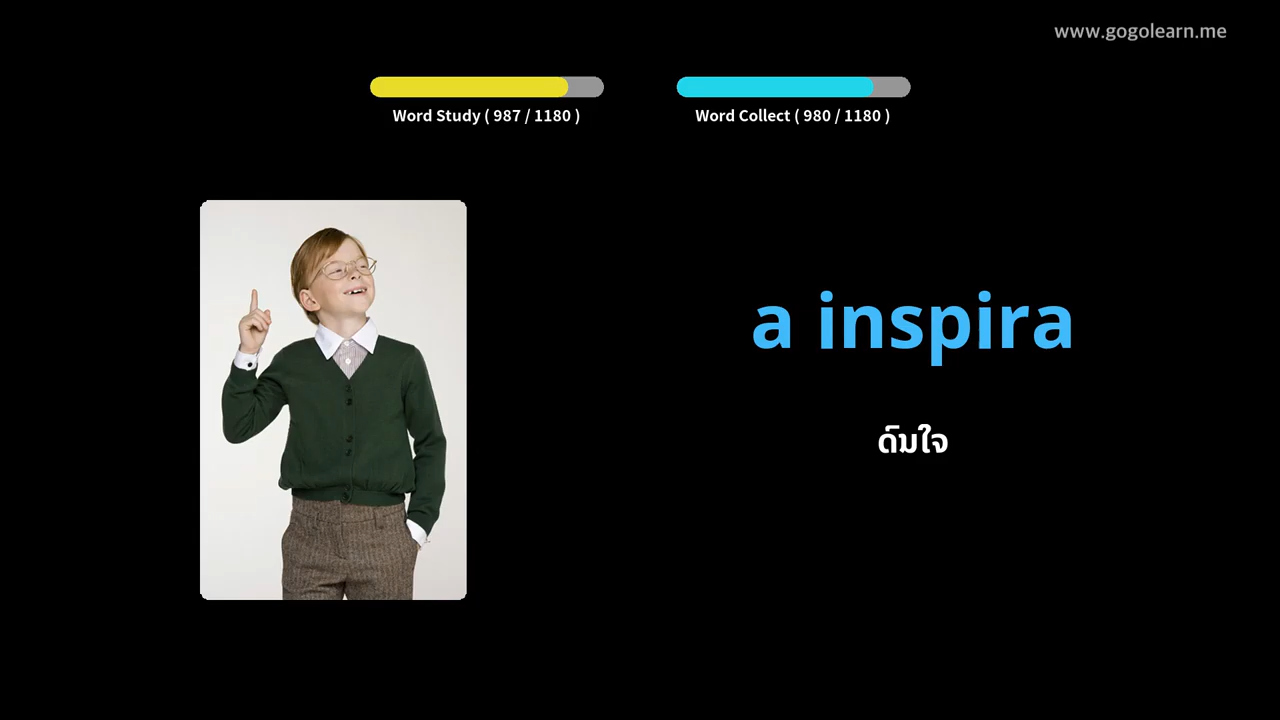 www.gogolearn.me
Word Study ( 987 / 1180 )
Word Collect ( 980 / 1180 )
a inspira
ດົນໃຈ